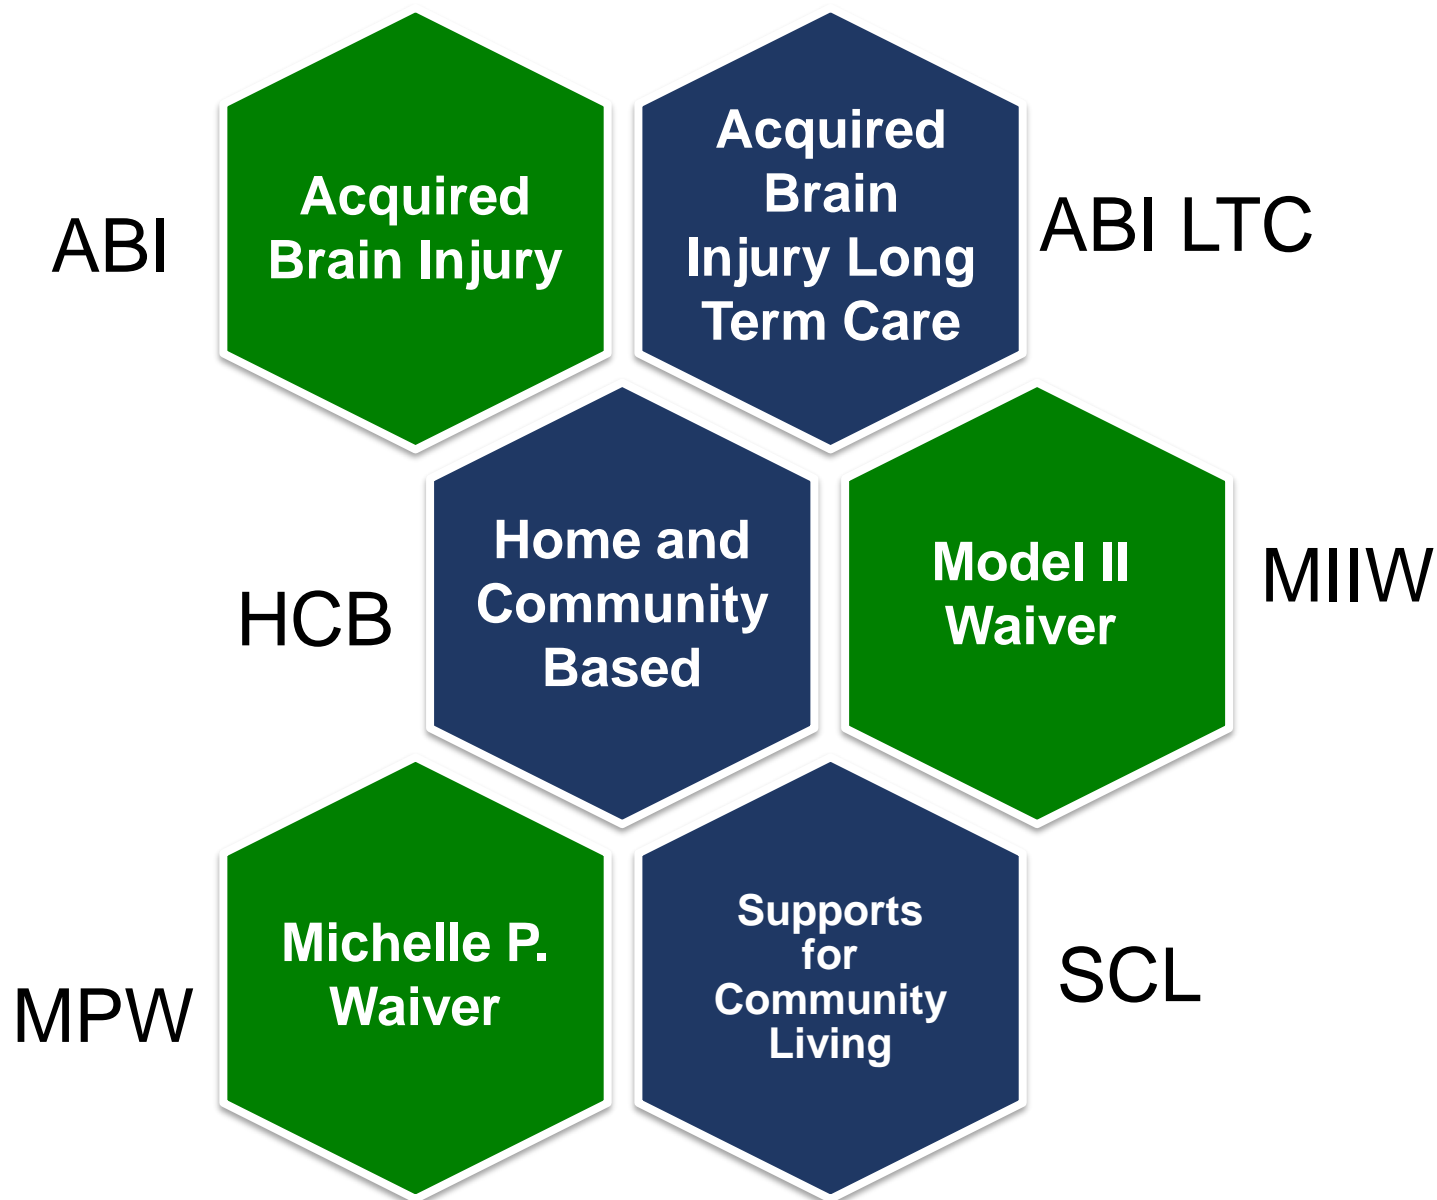 ABI
Acquired
Brain Injury
Acquired
Brain
Injury Long
Term Care
ABI LTC
HCB
Home and
Community
Based
Model II
Waiver
MIIW
MPW
Michelle P.
Waiver
Supports
for
Community
Living
SCL